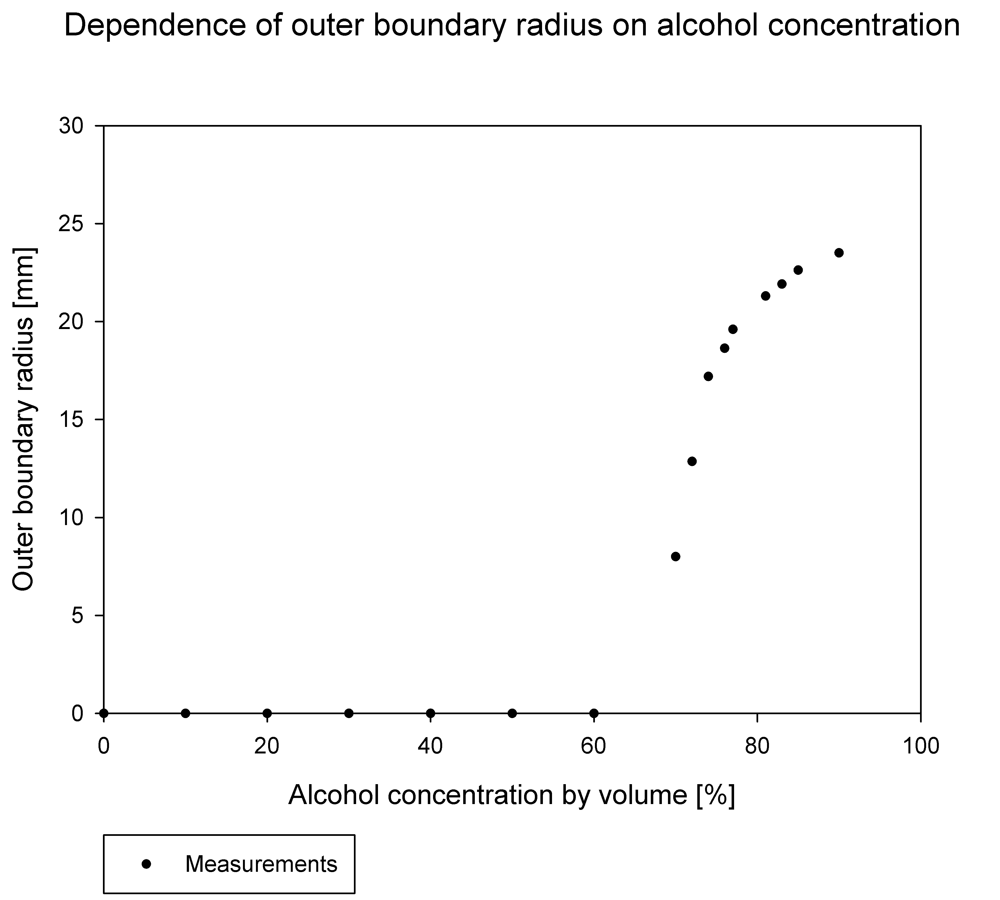 Dependence of outer boundary radius on alcohol concentration
30
25
20
15
10
5
0
Outer boundary radius [mm]
0 20 40 60 80 100
Alcohol concentration by volume [%]
Measurements